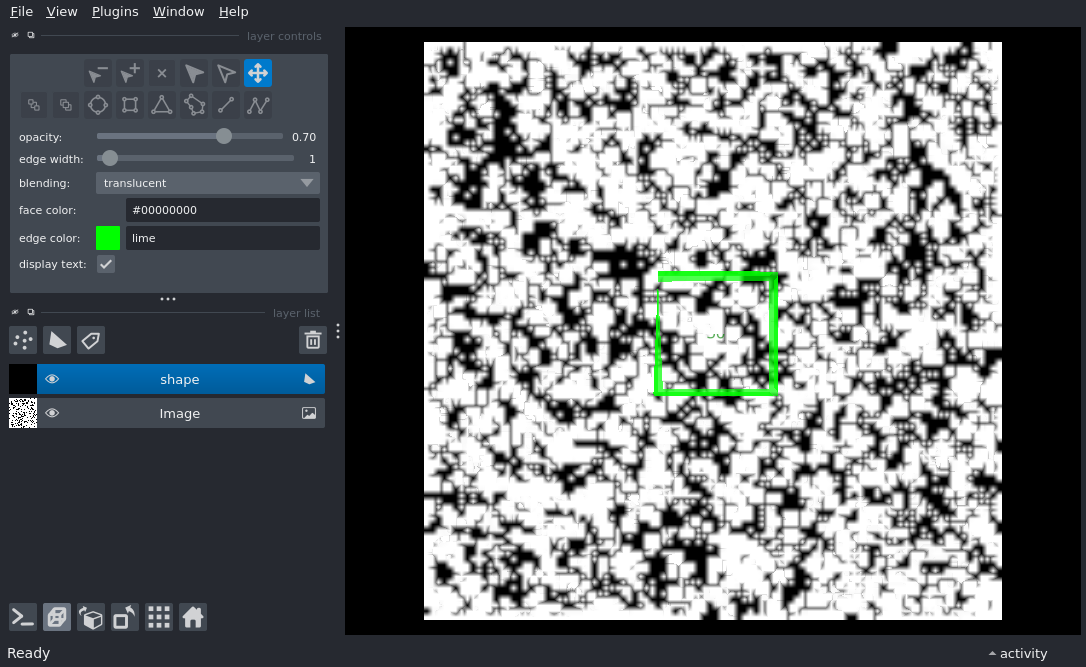 File View Plugins Window Help
layer controls
opacity: 0.70
edge width: 1
blending: translucent
face color: #00000000
edge color: lime
display text:
layer list
shape
Image
Ready
activity